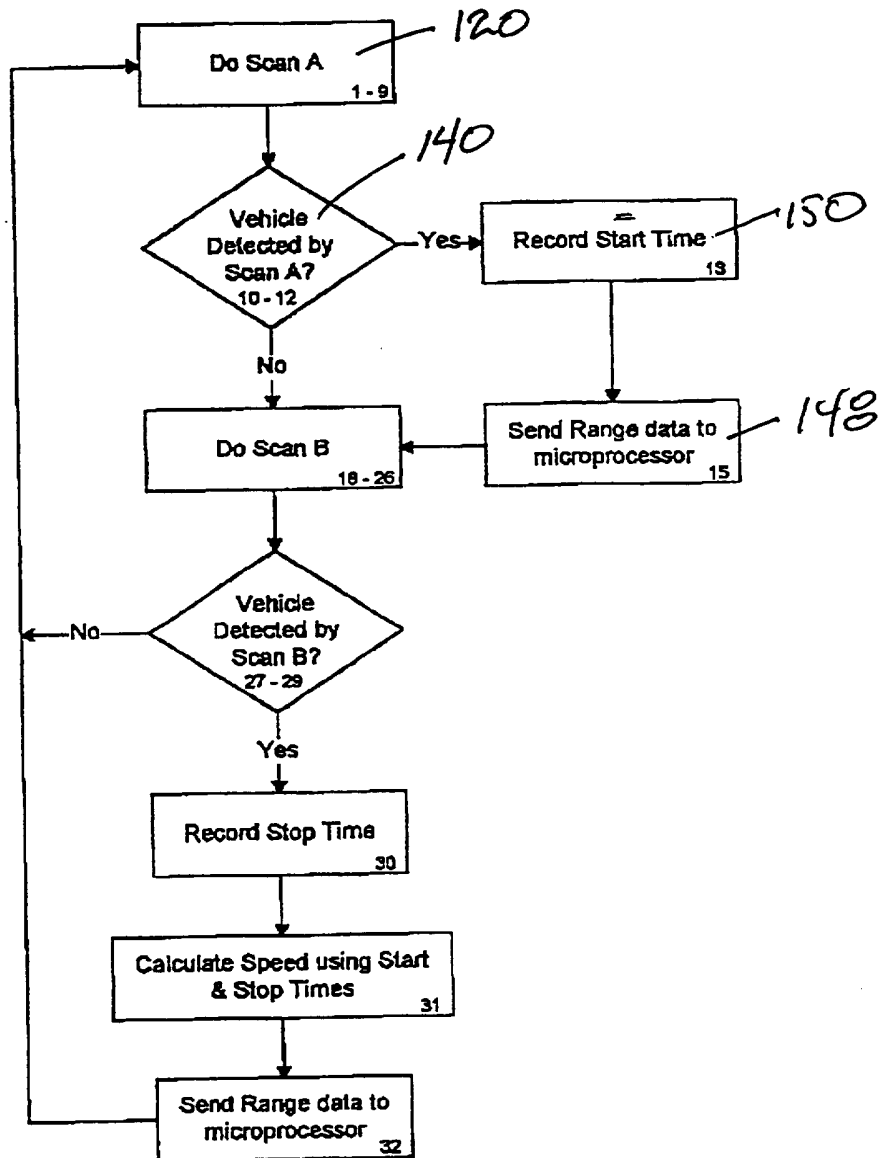 120
Do Scan A
1 - 9
140
Vehicle
Detected by
Scan A?
10 - 12
Yes
150
Record Start Time
13
No
Do Scan B
18 - 26
148
Send Range data to
microprocessor
15
Vehicle
Detected by
Scan B?
27 - 29
No
Yes
Record Stop Time
30
Calculate Speed using Start
& Stop Times
31
Send Range data to
microprocessor
32